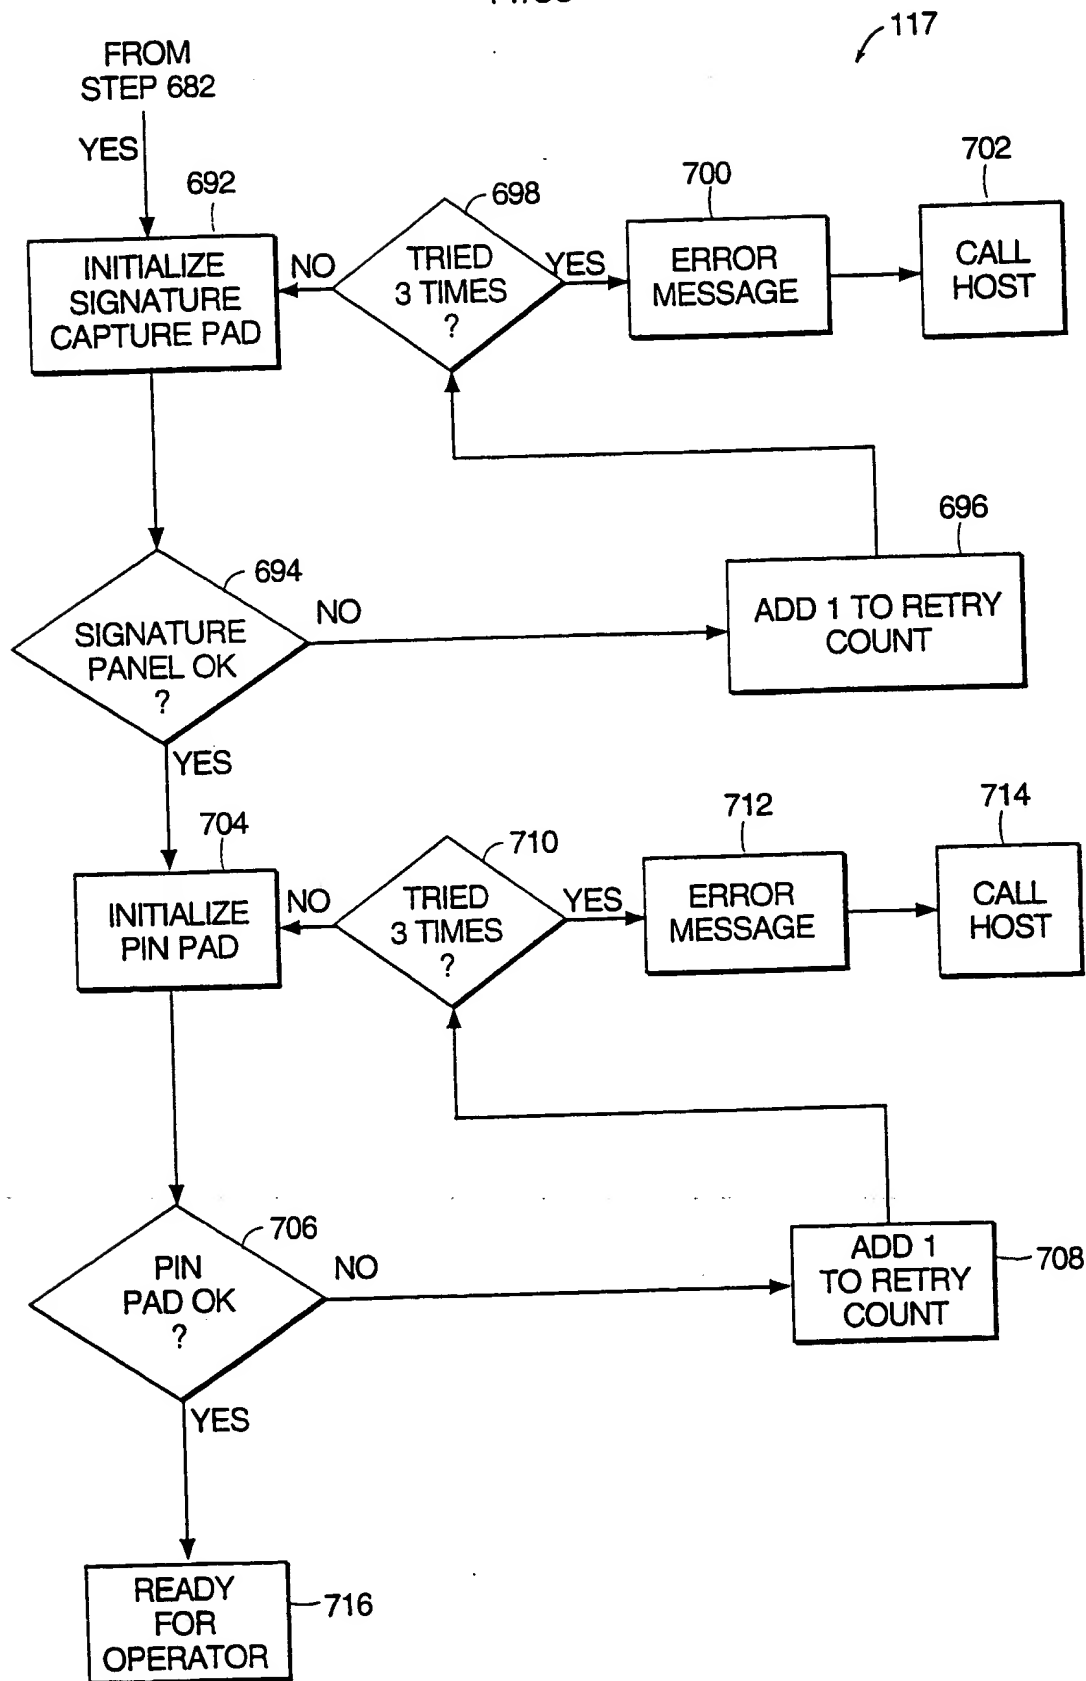 117
FROM
STEP 682
YES
692
698
700
702
INITIALIZE
SIGNATURE
CAPTURE PAD
NO
TRIED
3 TIMES
?
YES
ERROR
MESSAGE
CALL
HOST
694
696
SIGNATURE
PANEL OK
?
NO
ADD 1 TO RETRY
COUNT
YES
704
710
712
714
INITIALIZE
PIN PAD
NO
TRIED
3 TIMES
?
YES
ERROR
MESSAGE
CALL
HOST
706
708
PIN
PAD OK
?
NO
ADD 1
TO RETRY
COUNT
YES
READY
FOR
OPERATOR
716